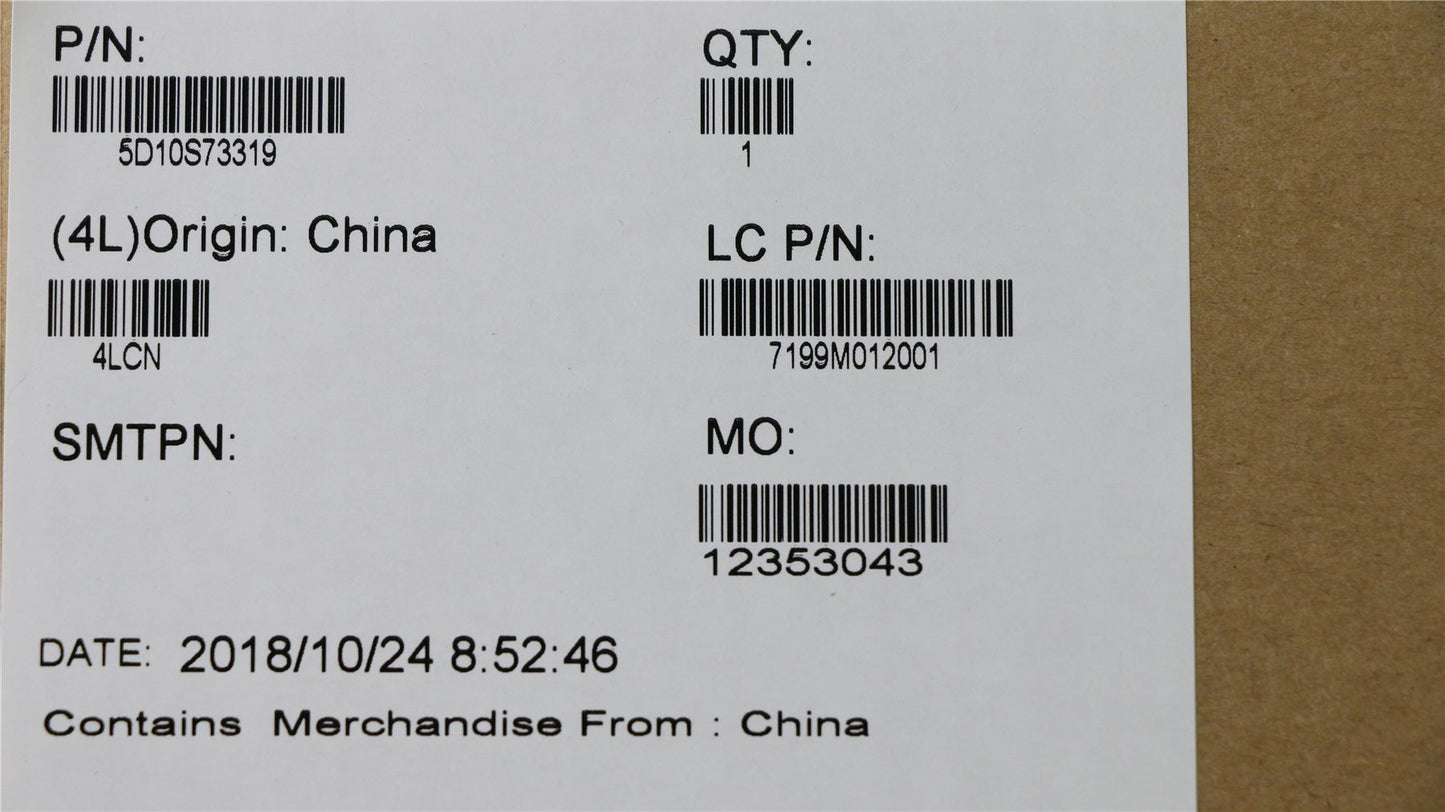 P/N:
5D10S73319
QTY:
1
(4L)Origin: China
4LCN
LC P/N:
7199M012001
SMTPN:
MO:
12353043
DATE: 2018/10/24 8:52:46
Contains Merchandise From : China